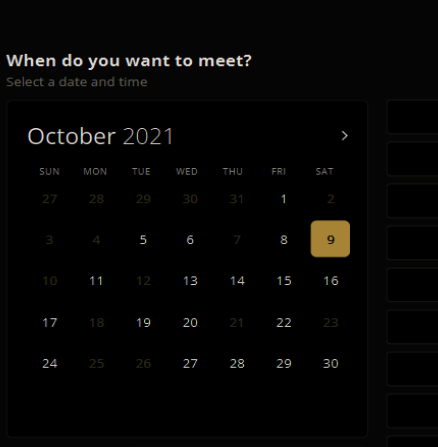 When do you want to meet?
Select a date and time
October 2021
SUN MON TUE WED THU FRI SAT
27 28 29 30 31 1 2
3 4 5 6 7 8 9
10 11 12 13 14 15 16
17 18 19 20 21 22 23
24 25 26 27 28 29 30